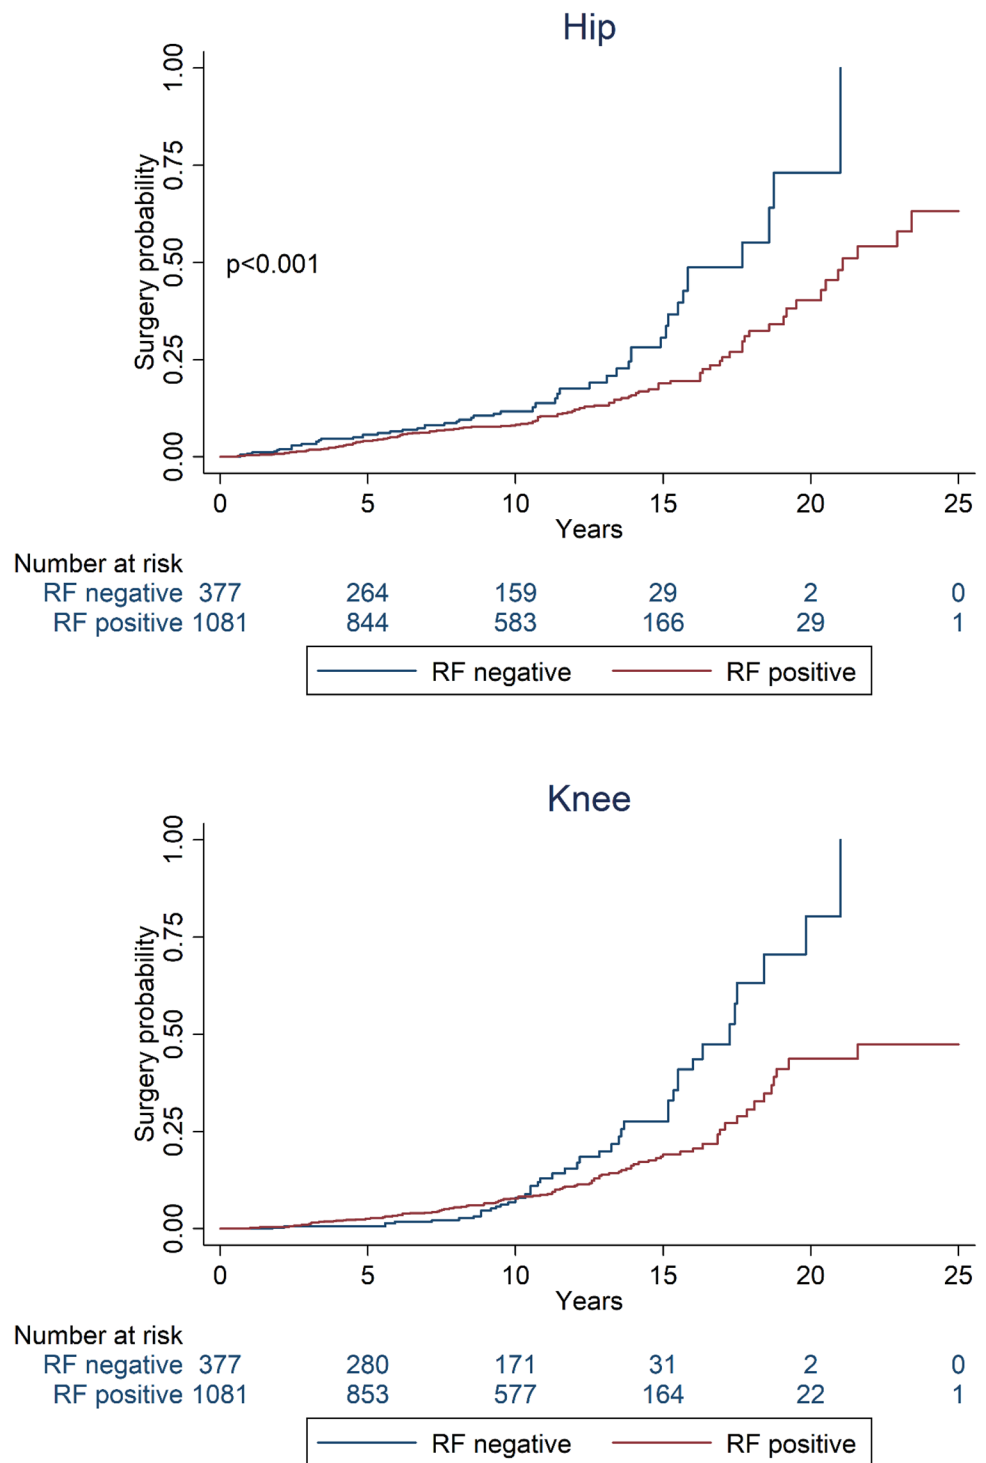 Hip
1.00
0.75
0.50
0.25
0.00
Surgery probability
p<0.001
0 5 10 15 20 25
Years
Number at risk
RF negative 377 264 159 29 2 0
RF positive 1081 844 583 166 29 1
RF negative RF positive
Knee
1.00
0.75
0.50
0.25
0.00
Surgery probability
0 5 10 15 20 25
Years
Number at risk
RF negative 377 280 171 31 2 0
RF positive 1081 853 577 164 22 1
RF negative RF positive